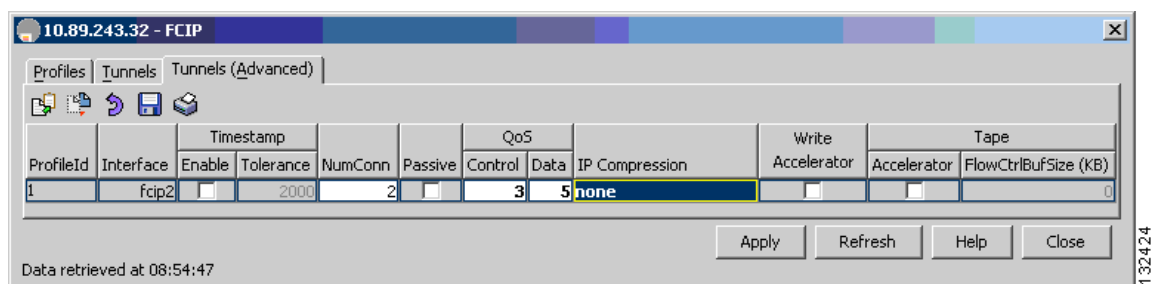 10.89.243.32 - FCIP
Profiles Tunnels Tunnels (Advanced)
Timestamp QoS Write Tape
ProfileId Interface Enable Tolerance NumConn Passive Control Data IP Compression Accelerator Accelerator FlowCtrlBufSize (KB)
1 fcip2 2000 2 3 5 none 0
Apply Refresh Help Close
Data retrieved at 08:54:47
132424